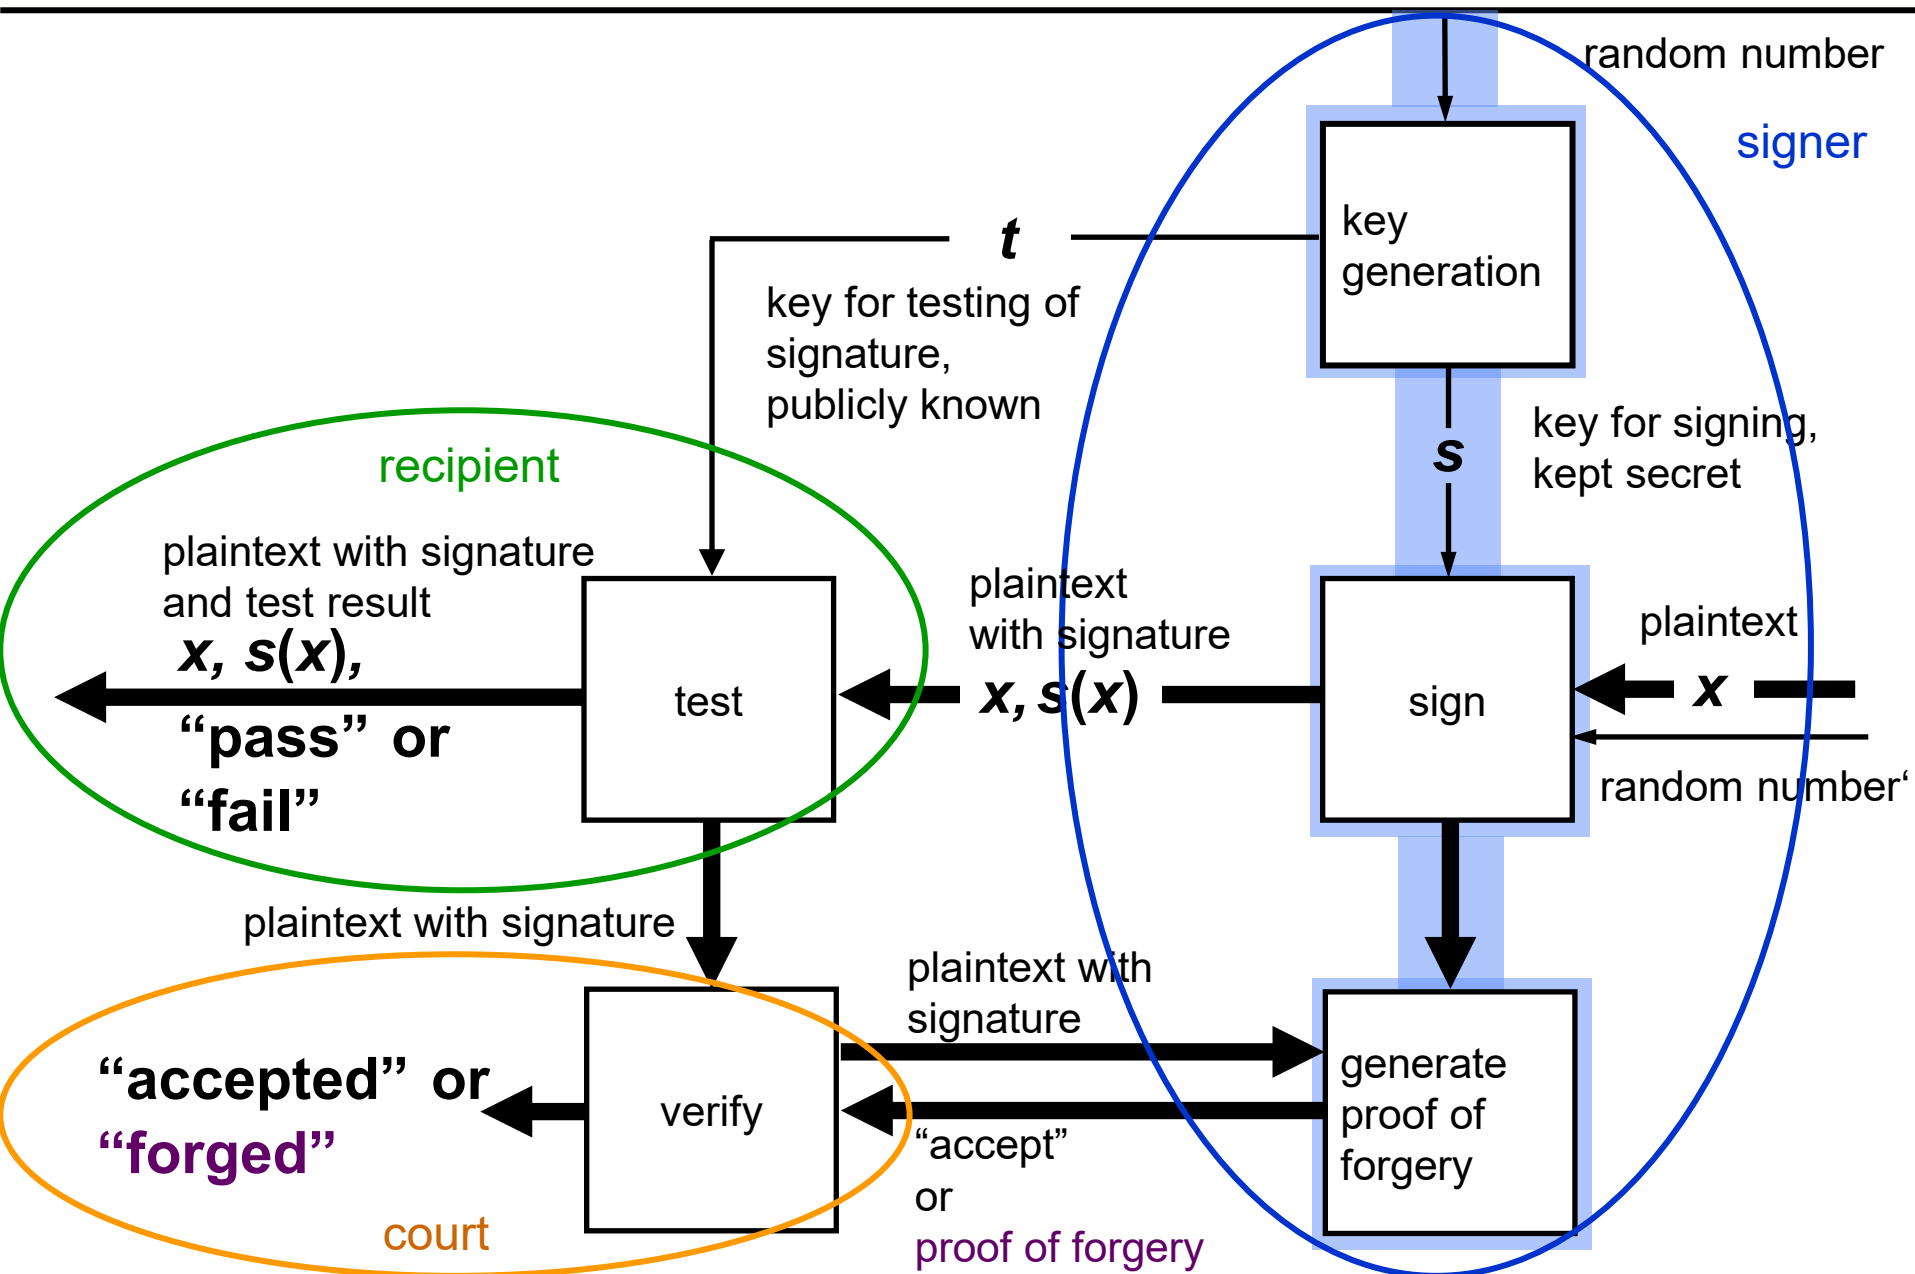 random number
signer
key
generation
t
key for testing of
signature,
publicly known
key for signing,
kept secret
s
recipient
plaintext with signature
and test result
x, s(x),
“pass” or
“fail”
test
plaintext
with signature
x, s(x)
sign
plaintext
x
random number‘
plaintext with signature
plaintext with
signature
“accepted” or
“forged”
verify
“accept”
or
proof of forgery
generate
proof of
forgery
court